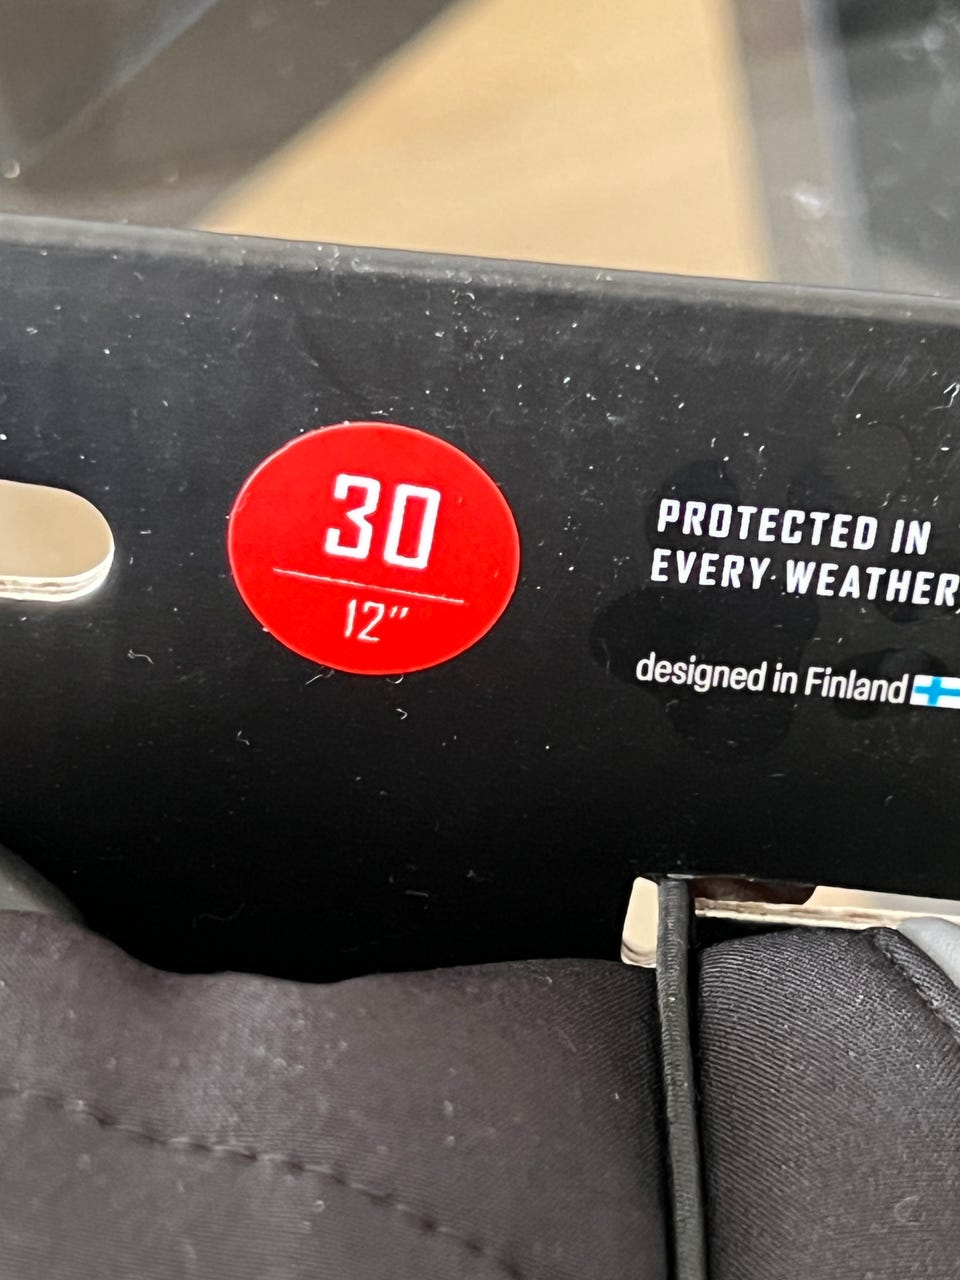 30
12"
PROTECTED IN
EVERY WEATHER
designed in Finland